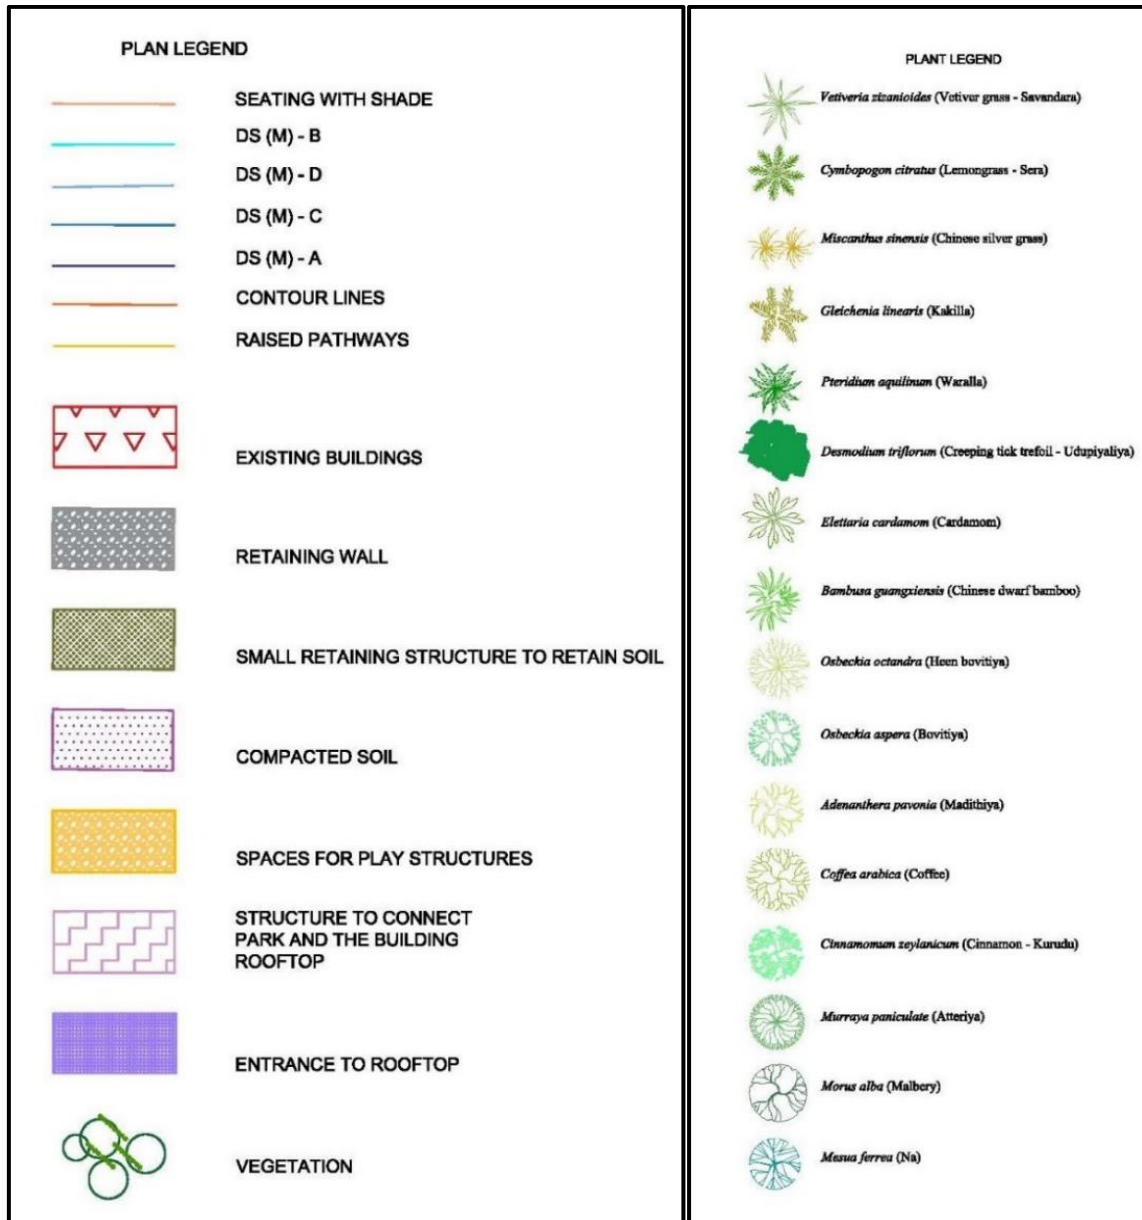 PLAN LEGEND
SEATING WITH SHADE
DS (M) - B
DS (M) - D
DS (M) - C
DS (M) - A
CONTOUR LINES
RAISED PATHWAYS
EXISTING BUILDINGS
RETAINING WALL
SMALL RETAINING STRUCTURE TO RETAIN SOIL
COMPACTED SOIL
SPACES FOR PLAY STRUCTURES
STRUCTURE TO CONNECT
PARK AND THE BUILDING
ROOFTOP
ENTRANCE TO ROOFTOP
VEGETATION
PLANT LEGEND
Vetiveria zizanioides (Vetiver grass - Savandara)
Cymbopogon citratus (Lemongrass - Sera)
Miscanthus sinensis (Chinese silver grass)
Gleichenia linearis (Kakilla)
Pteridium aquilinum (Waralla)
Desmodium triflorum (Creeping tick trefoil - Udupiyaliya)
Elettaria cardamom (Cardamom)
Bambusa guangxiensis (Chinese dwarf bamboo)
Osbeckia octandra (Heen bovitiya)
Osbeckia aspera (Bovitiya)
Adenanthera pavonia (Madithiya)
Coffea arabica (Coffee)
Cinnamomum zeylanicum (Cinnamon - Kurudu)
Murraya paniculate (Atteriya)
Morus alba (Malbery)
Mesua ferrea (Na)